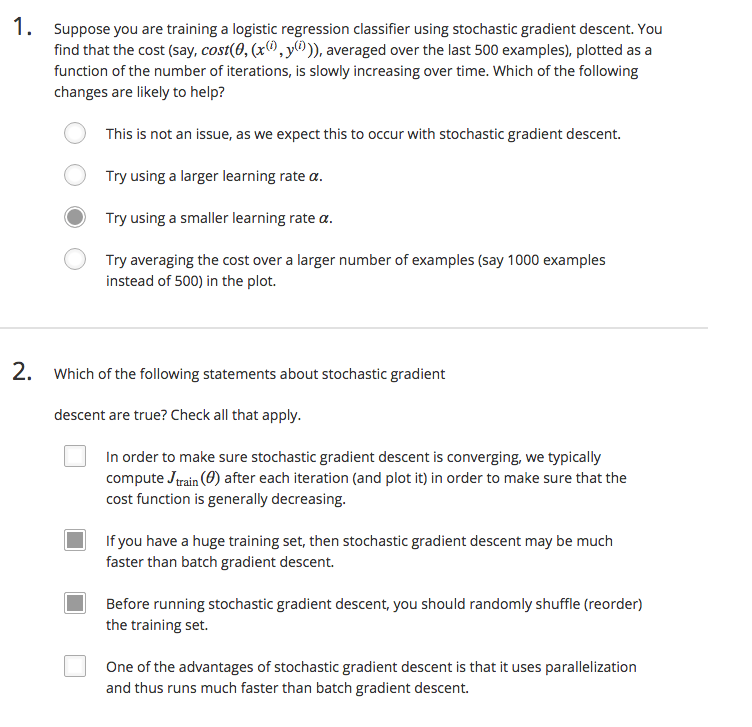 1. Suppose you are training a logistic regression classifier using stochastic gradient descent. You
find that the cost (say, cost(θ, (x⁽ⁱ⁾, y⁽ⁱ⁾)), averaged over the last 500 examples), plotted as a
function of the number of iterations, is slowly increasing over time. Which of the following
changes are likely to help?
This is not an issue, as we expect this to occur with stochastic gradient descent.
Try using a larger learning rate α.
Try using a smaller learning rate α.
Try averaging the cost over a larger number of examples (say 1000 examples
instead of 500) in the plot.
2. Which of the following statements about stochastic gradient
descent are true? Check all that apply.
In order to make sure stochastic gradient descent is converging, we typically
compute J_train(θ) after each iteration (and plot it) in order to make sure that the
cost function is generally decreasing.
If you have a huge training set, then stochastic gradient descent may be much
faster than batch gradient descent.
Before running stochastic gradient descent, you should randomly shuffle (reorder)
the training set.
One of the advantages of stochastic gradient descent is that it uses parallelization
and thus runs much faster than batch gradient descent.